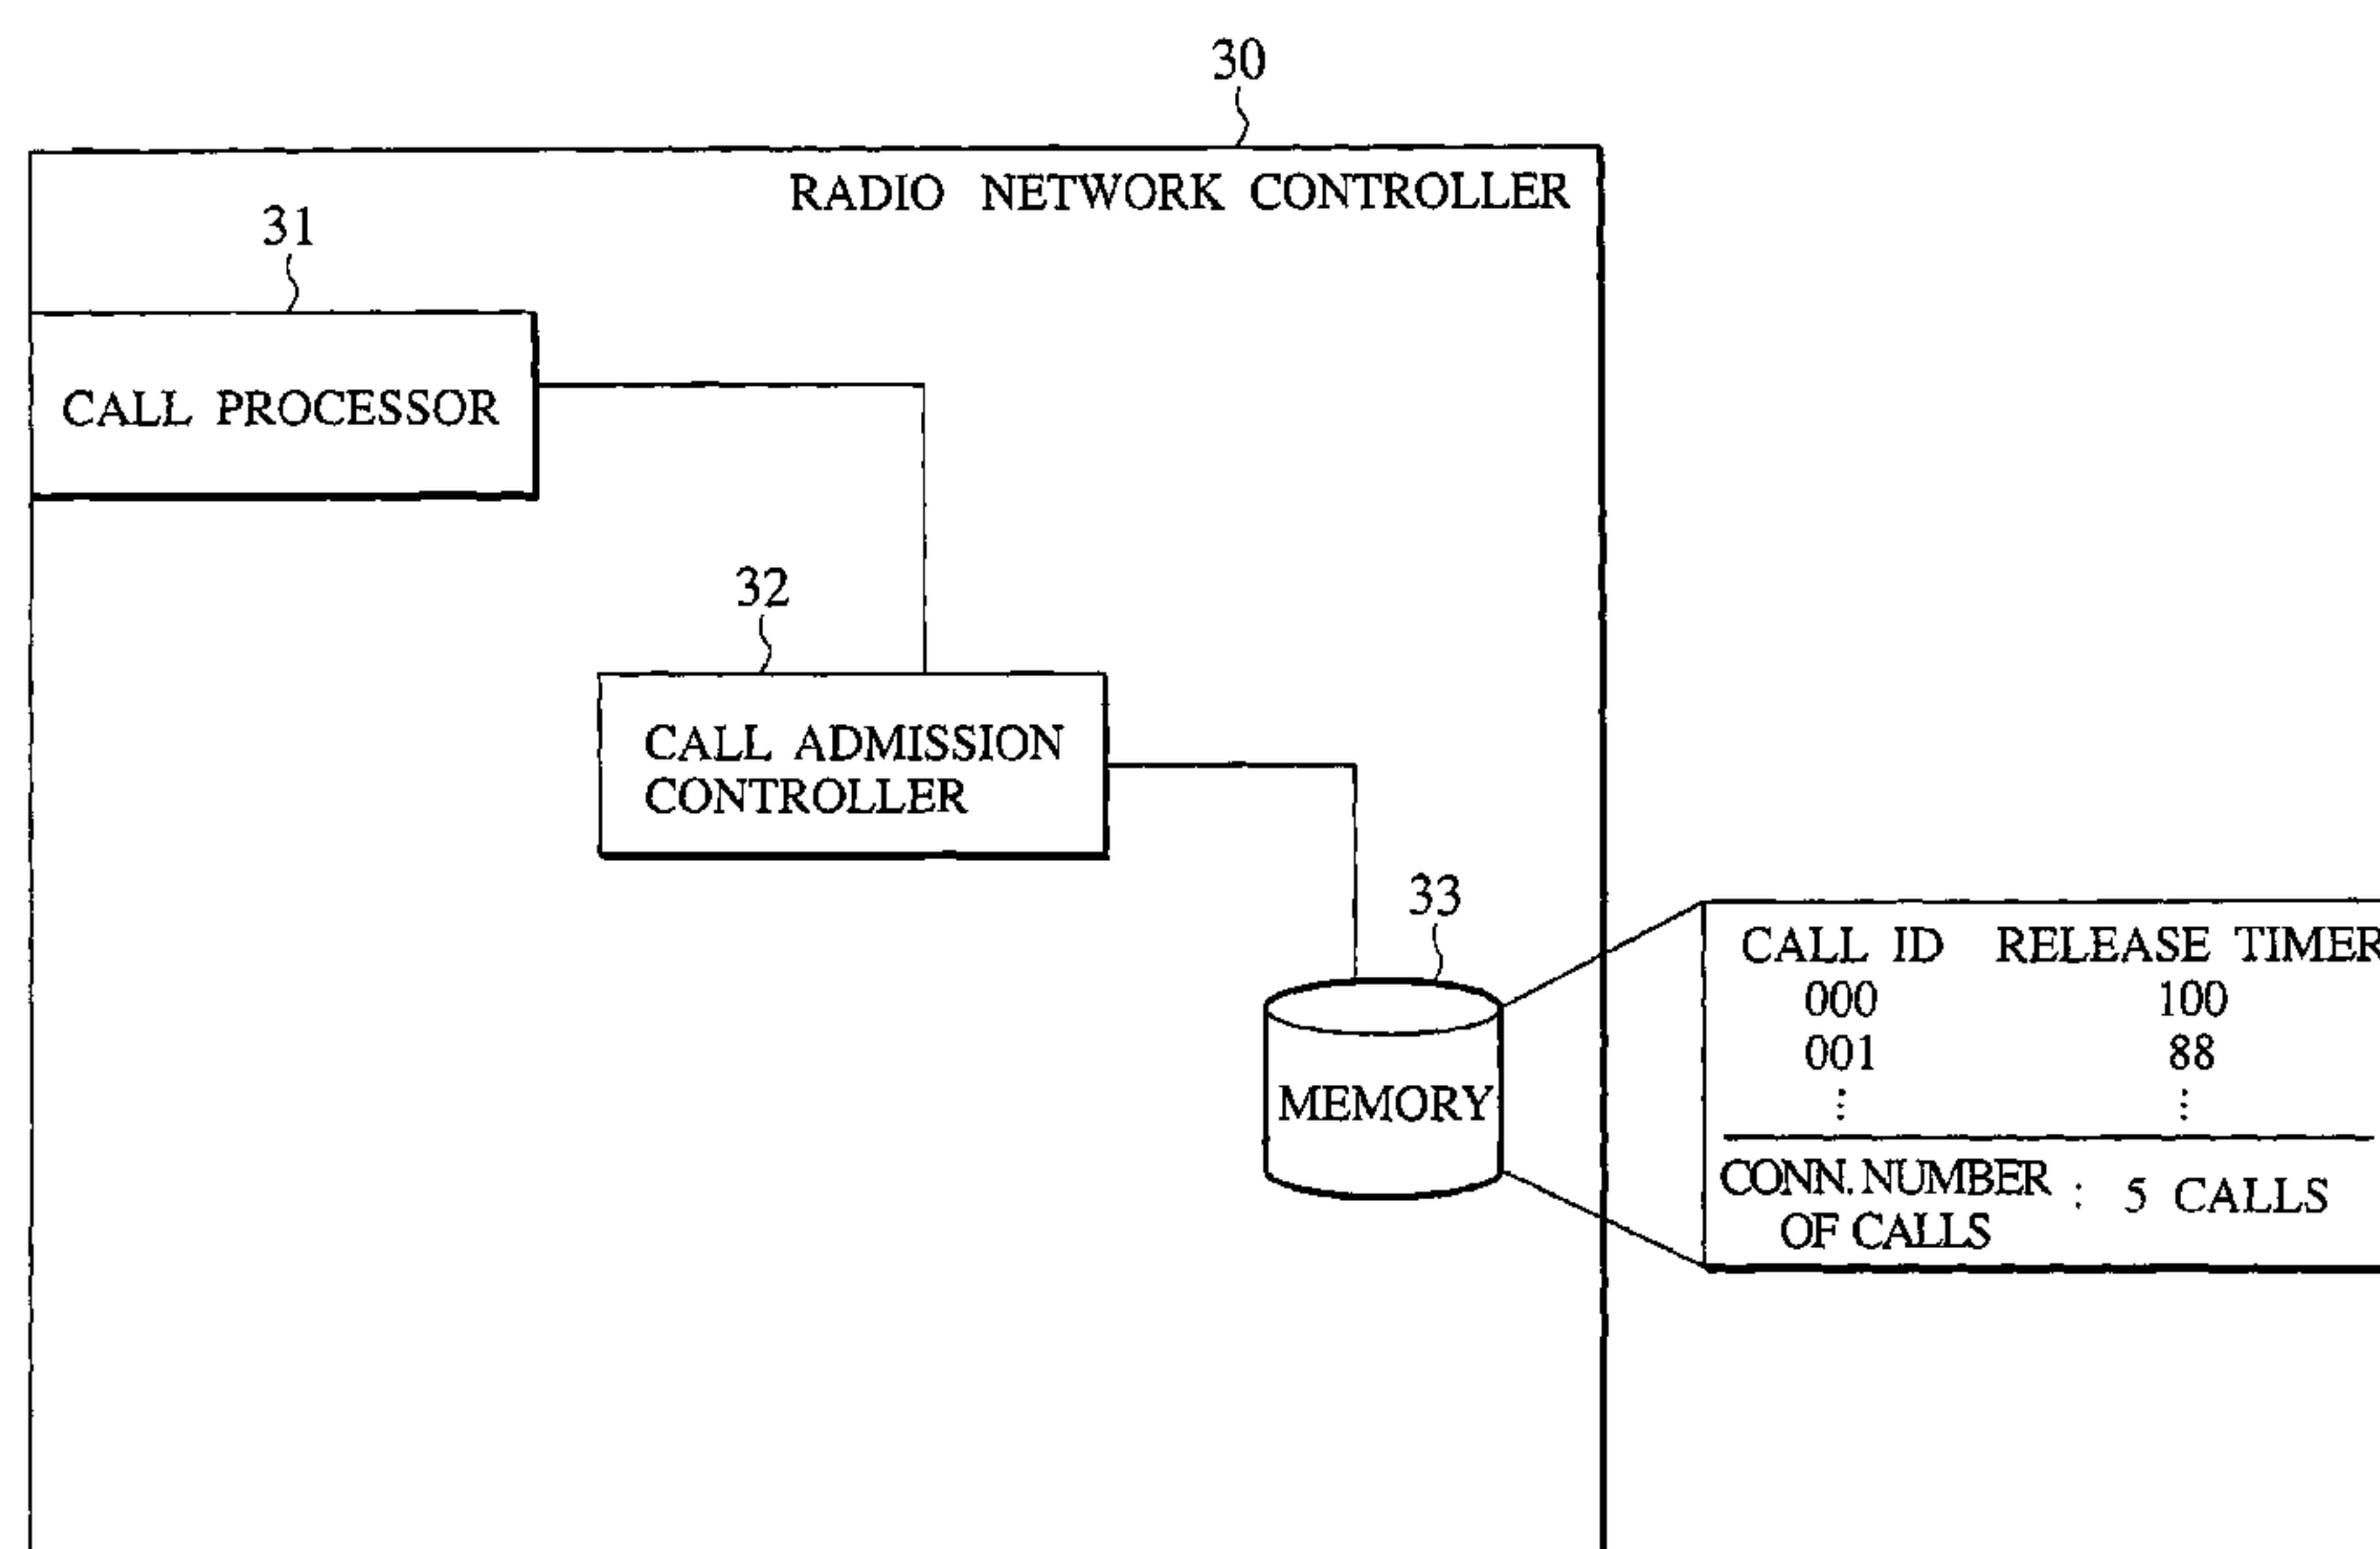 30
RADIO NETWORK CONTROLLER
31
CALL PROCESSOR
32
CALL ADMISSION
CONTROLLER
33
MEMORY
CALL ID RELEASE TIMER
000 100
001 88
⋮ ⋮
CONN. NUMBER
OF CALLS : 5 CALLS